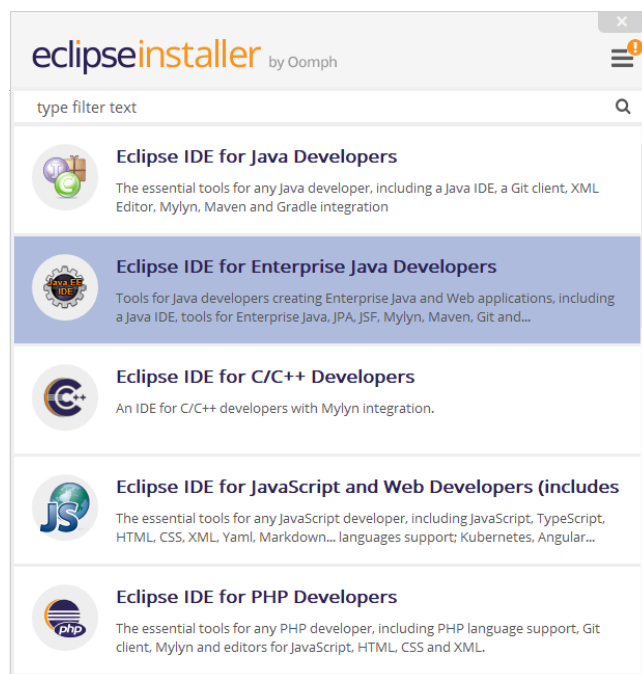 eclipseinstaller by Oomph
type filter text
Eclipse IDE for Java Developers
The essential tools for any Java developer, including a Java IDE, a Git client, XML
Editor, Mylyn, Maven and Gradle integration
Java EE
IDE
Eclipse IDE for Enterprise Java Developers
Tools for Java developers creating Enterprise Java and Web applications, including
a Java IDE, tools for Enterprise Java, JPA, JSF, Mylyn, Maven, Git and...
C++
Eclipse IDE for C/C++ Developers
An IDE for C/C++ developers with Mylyn integration.
JS
Eclipse IDE for JavaScript and Web Developers (includes
The essential tools for any JavaScript developer, including JavaScript, TypeScript,
HTML, CSS, XML, Yaml, Markdown... languages support; Kubernetes, Angular...
php
Eclipse IDE for PHP Developers
The essential tools for any PHP developer, including PHP language support, Git
client, Mylyn and editors for JavaScript, HTML, CSS and XML.